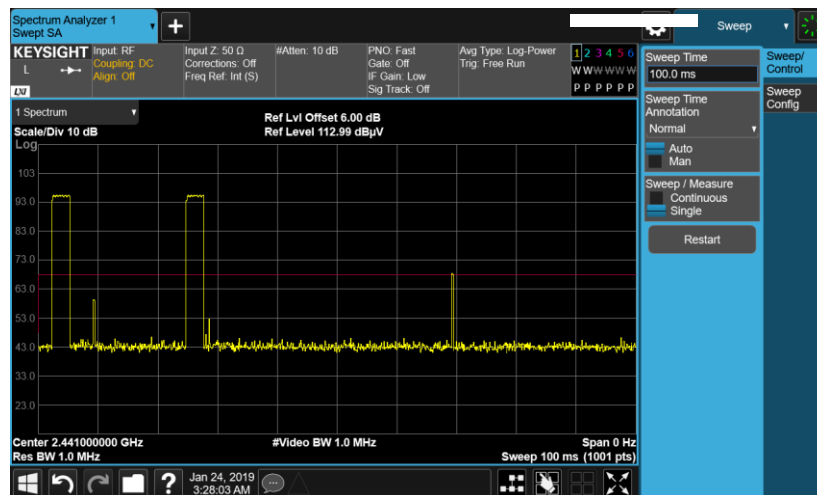 Spectrum Analyzer 1
Swept SA
Sweep
KEYSIGHT
L
LXI
Input: RF
Coupling: DC
Align: Off
Input Z: 50 Ω
Corrections: Off
Freq Ref: Int (S)
#Atten: 10 dB
PNO: Fast
Gate: Off
IF Gain: Low
Sig Track: Off
Avg Type: Log-Power
Trig: Free Run
1 2 3 4 5 6
W W W W W W
P P P P P P
1 Spectrum
Scale/Div 10 dB
Ref Lvl Offset 6.00 dB
Ref Level 112.99 dBµV
Log
103
93.0
83.0
73.0
63.0
53.0
43.0
33.0
23.0
Center 2.441000000 GHz
Res BW 1.0 MHz
#Video BW 1.0 MHz
Span 0 Hz
Sweep 100 ms (1001 pts)
Sweep Time
100.0 ms
Sweep Time
Annotation
Normal
Auto
Man
Sweep / Measure
Continuous
Single
Restart
Sweep/
Control
Sweep
Config
?
Jan 24, 2019
3:28:03 AM